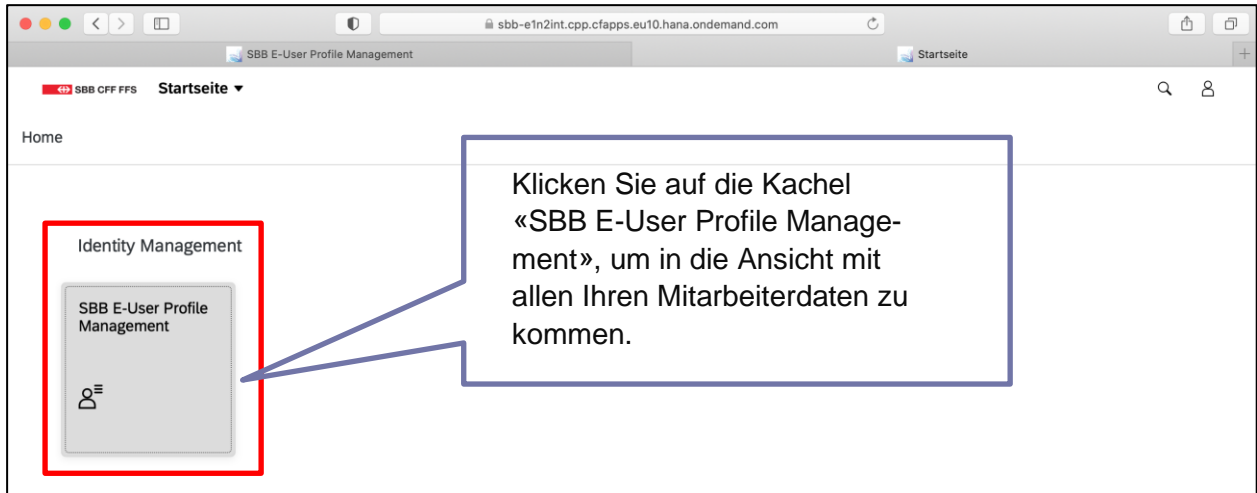 sbb-e1n2int.cpp.cfapps.eu10.hana.ondemand.com
SBB E-User Profile Management
Startseite
SBB CFF FFS Startseite
Home
Identity Management
SBB E-User Profile
Management
Klicken Sie auf die Kachel
«SBB E-User Profile Manage-
ment», um in die Ansicht mit
allen Ihren Mitarbeiterdaten zu
kommen.